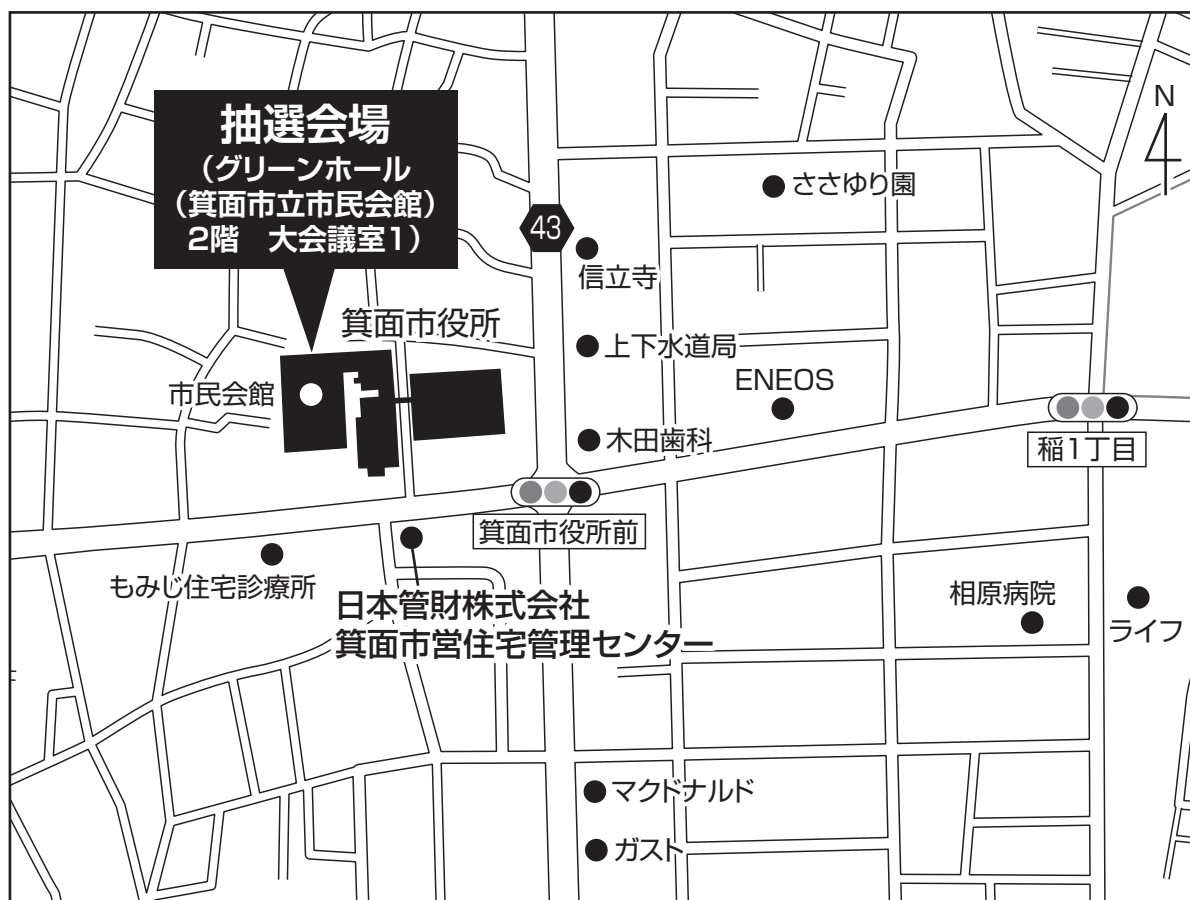 抽選会場
（グリーンホール
（箕面市立市民会館）
2階　大会議室1）
N
ささゆり園
43
信立寺
箕面市役所
上下水道局
ENEOS
市民会館
木田歯科
稲1丁目
箕面市役所前
もみじ住宅診療所
日本管財株式会社
箕面市営住宅管理センター
相原病院
ライフ
マクドナルド
ガスト